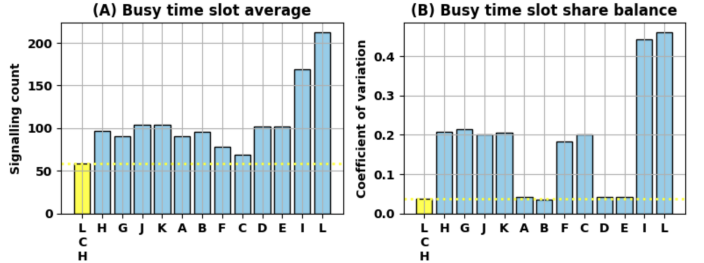 (A) Busy time slot average
Signalling count
200
150
100
50
0
L
C
H
H G J K A B F C D E I L
(B) Busy time slot share balance
Coefficient of variation
0.4
0.3
0.2
0.1
0.0
L
C
H
H G J K A B F C D E I L